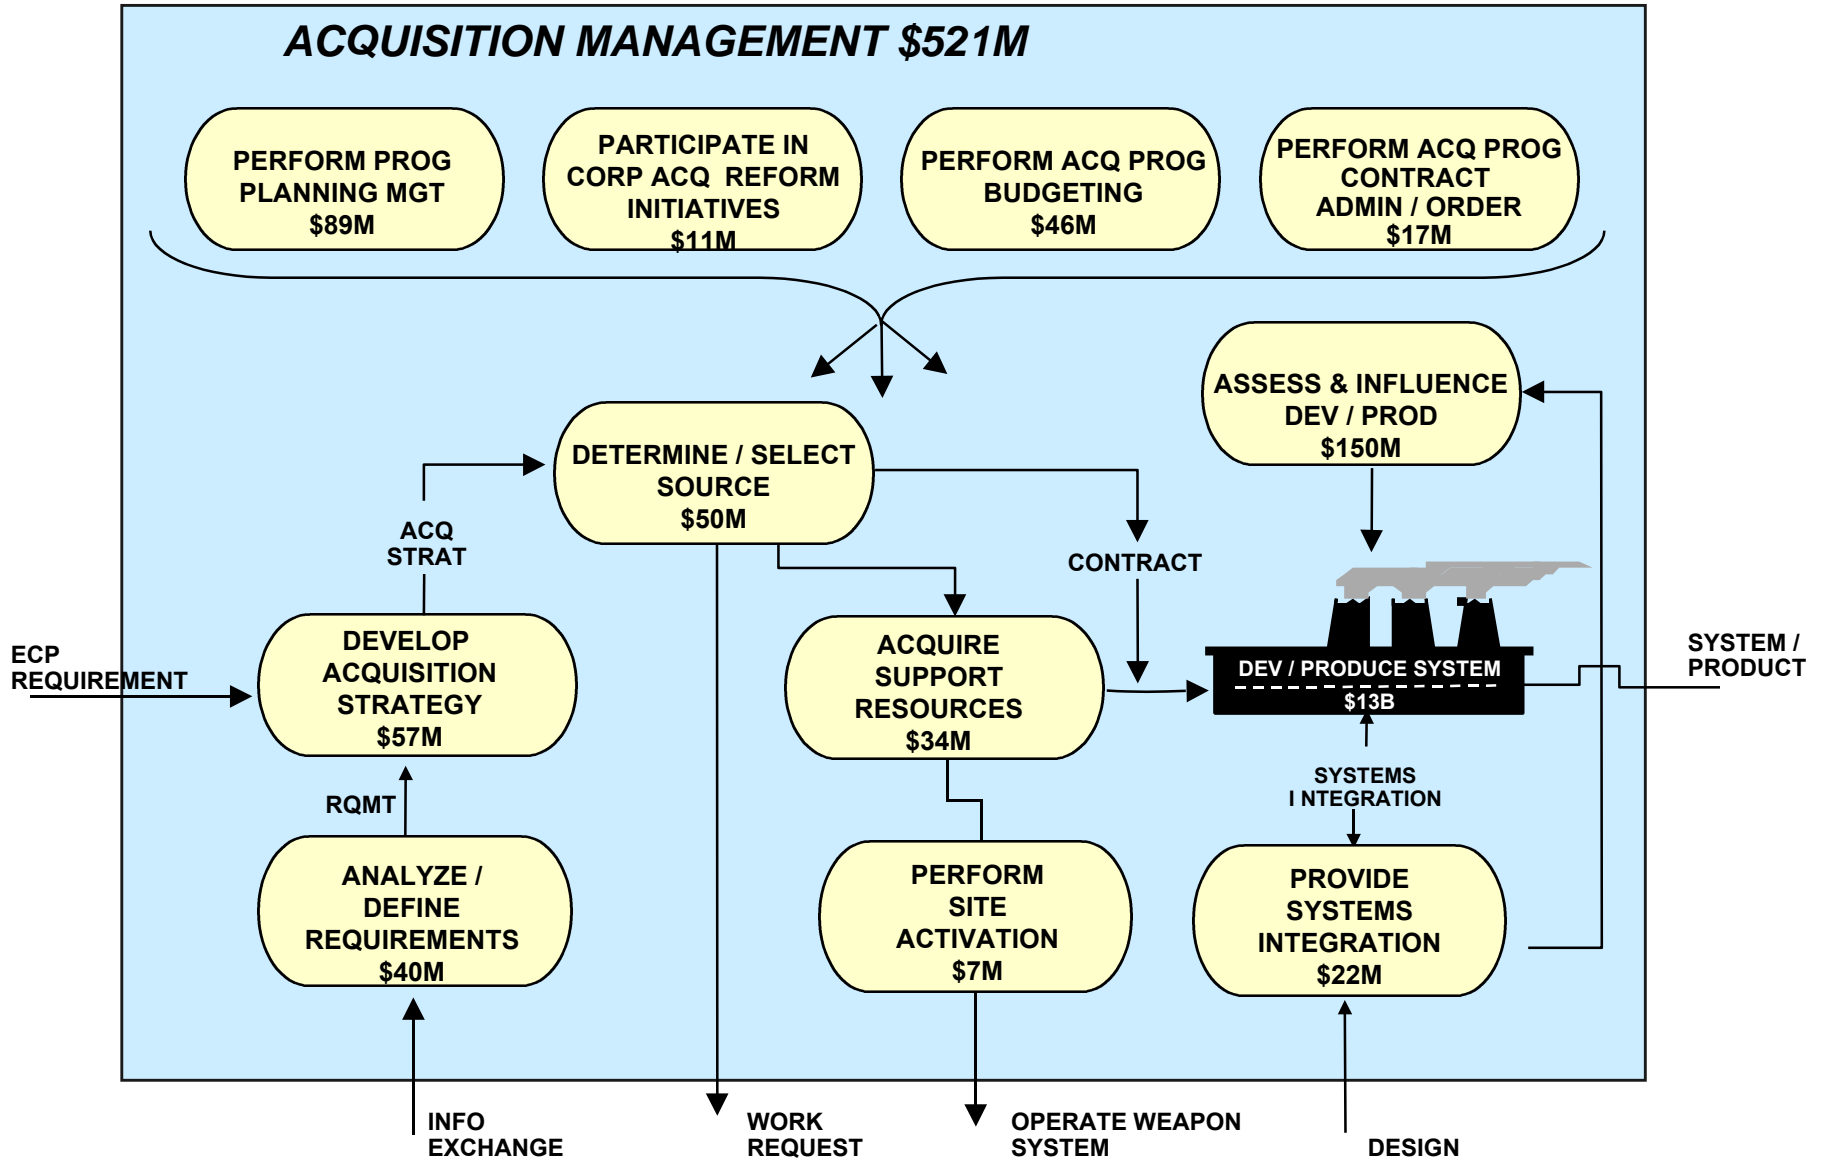 ACQUISITION MANAGEMENT $521M
PERFORM PROG
PLANNING MGT
$89M
PARTICIPATE IN
CORP ACQ REFORM
INITIATIVES
$11M
PERFORM ACQ PROG
BUDGETING
$46M
PERFORM ACQ PROG
CONTRACT
ADMIN / ORDER
$17M
ASSESS & INFLUENCE
DEV / PROD
$150M
DETERMINE / SELECT
SOURCE
$50M
ACQ
STRAT
CONTRACT
ECP
REQUIREMENT
DEVELOP
ACQUISITION
STRATEGY
$57M
ACQUIRE
SUPPORT
RESOURCES
$34M
DEV / PRODUCE SYSTEM
$13B
SYSTEM /
PRODUCT
RQMT
SYSTEMS
I NTEGRATION
ANALYZE /
DEFINE
REQUIREMENTS
$40M
PERFORM
SITE
ACTIVATION
$7M
PROVIDE
SYSTEMS
INTEGRATION
$22M
INFO
EXCHANGE
WORK
REQUEST
OPERATE WEAPON
SYSTEM
DESIGN